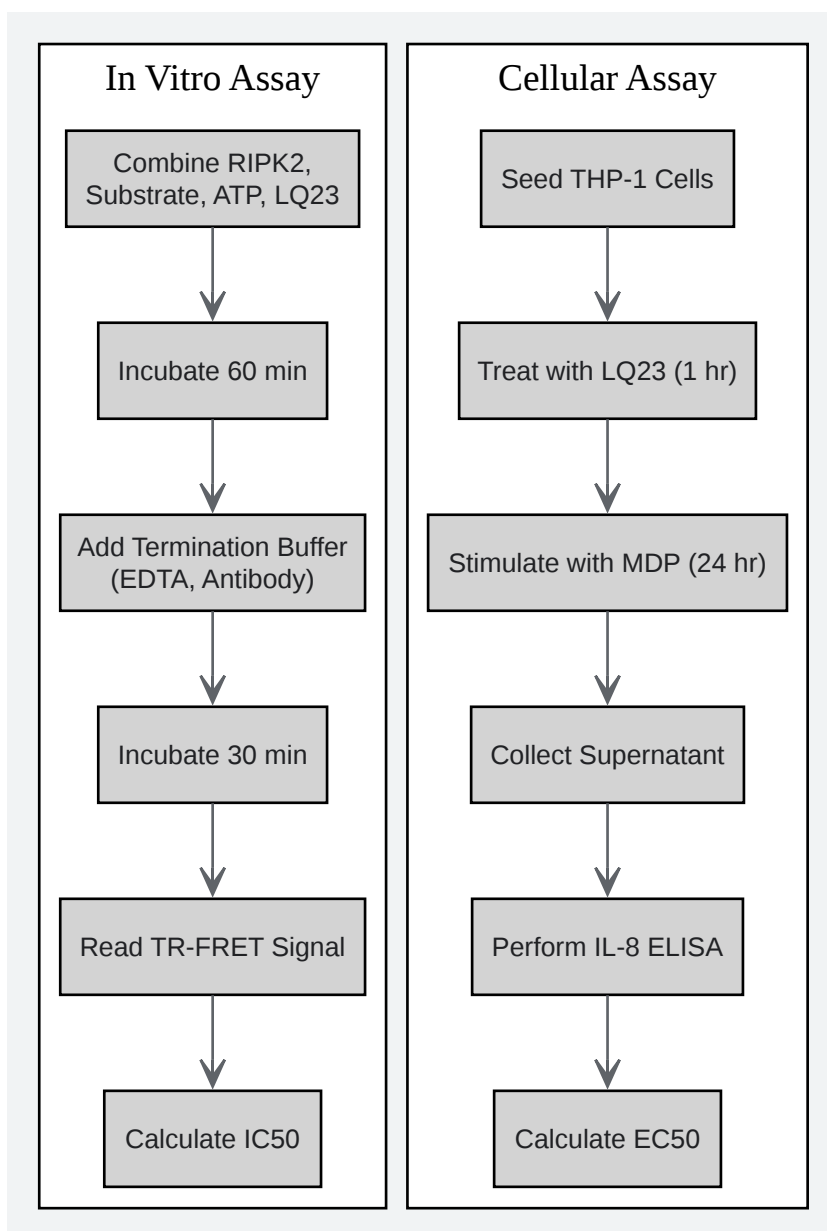 In Vitro Assay
Combine RIPK2,
Substrate, ATP, LQ23
Incubate 60 min
Add Termination Buffer
(EDTA, Antibody)
Incubate 30 min
Read TR-FRET Signal
Calculate IC50
Cellular Assay
Seed THP-1 Cells
Treat with LQ23 (1 hr)
Stimulate with MDP (24 hr)
Collect Supernatant
Perform IL-8 ELISA
Calculate EC50